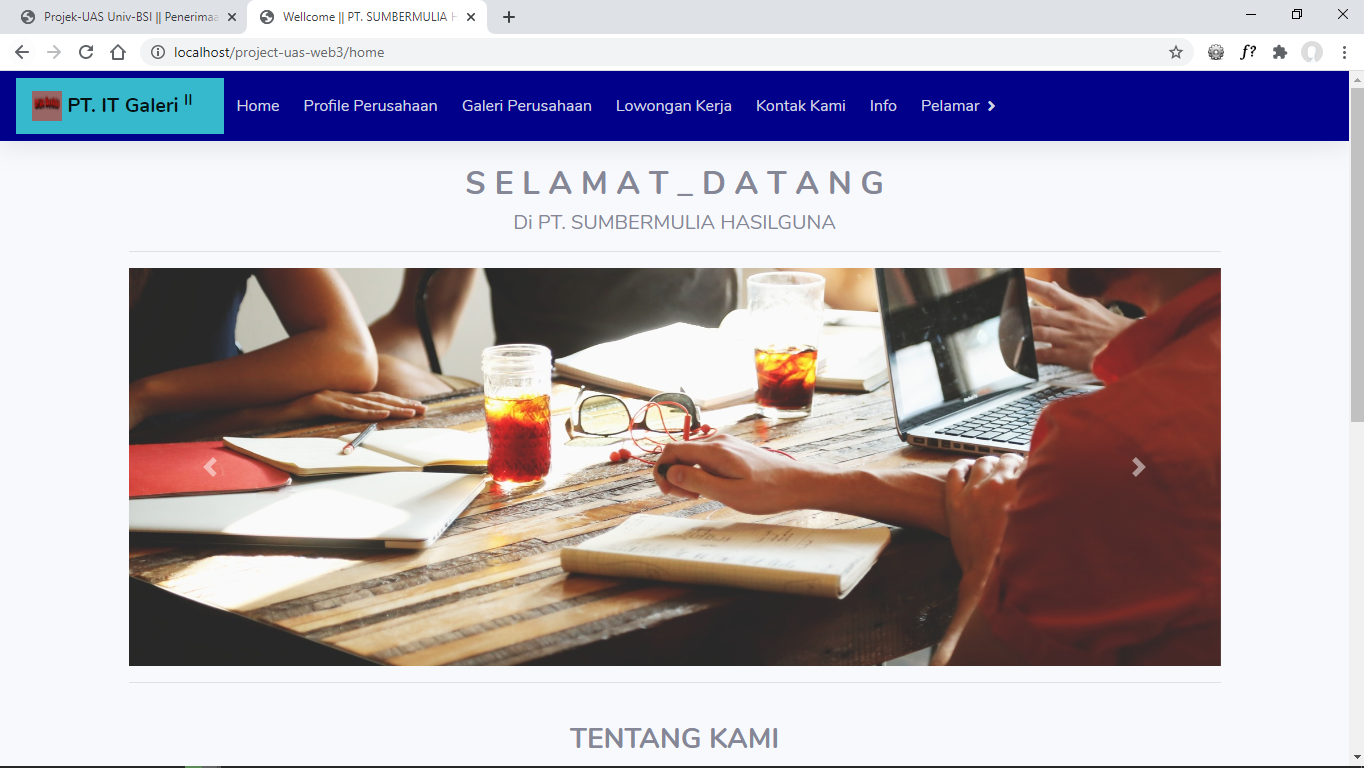 Projek-UAS Univ-BSI || Penerimaa
Wellcome || PT. SUMBERMULIA H
localhost/project-uas-web3/home
f?
PT. IT Galeri II
Home
Profile Perusahaan
Galeri Perusahaan
Lowongan Kerja
Kontak Kami
Info
Pelamar
S E L A M A T _ D A T A N G
Di PT. SUMBERMULIA HASILGUNA
TENTANG KAMI